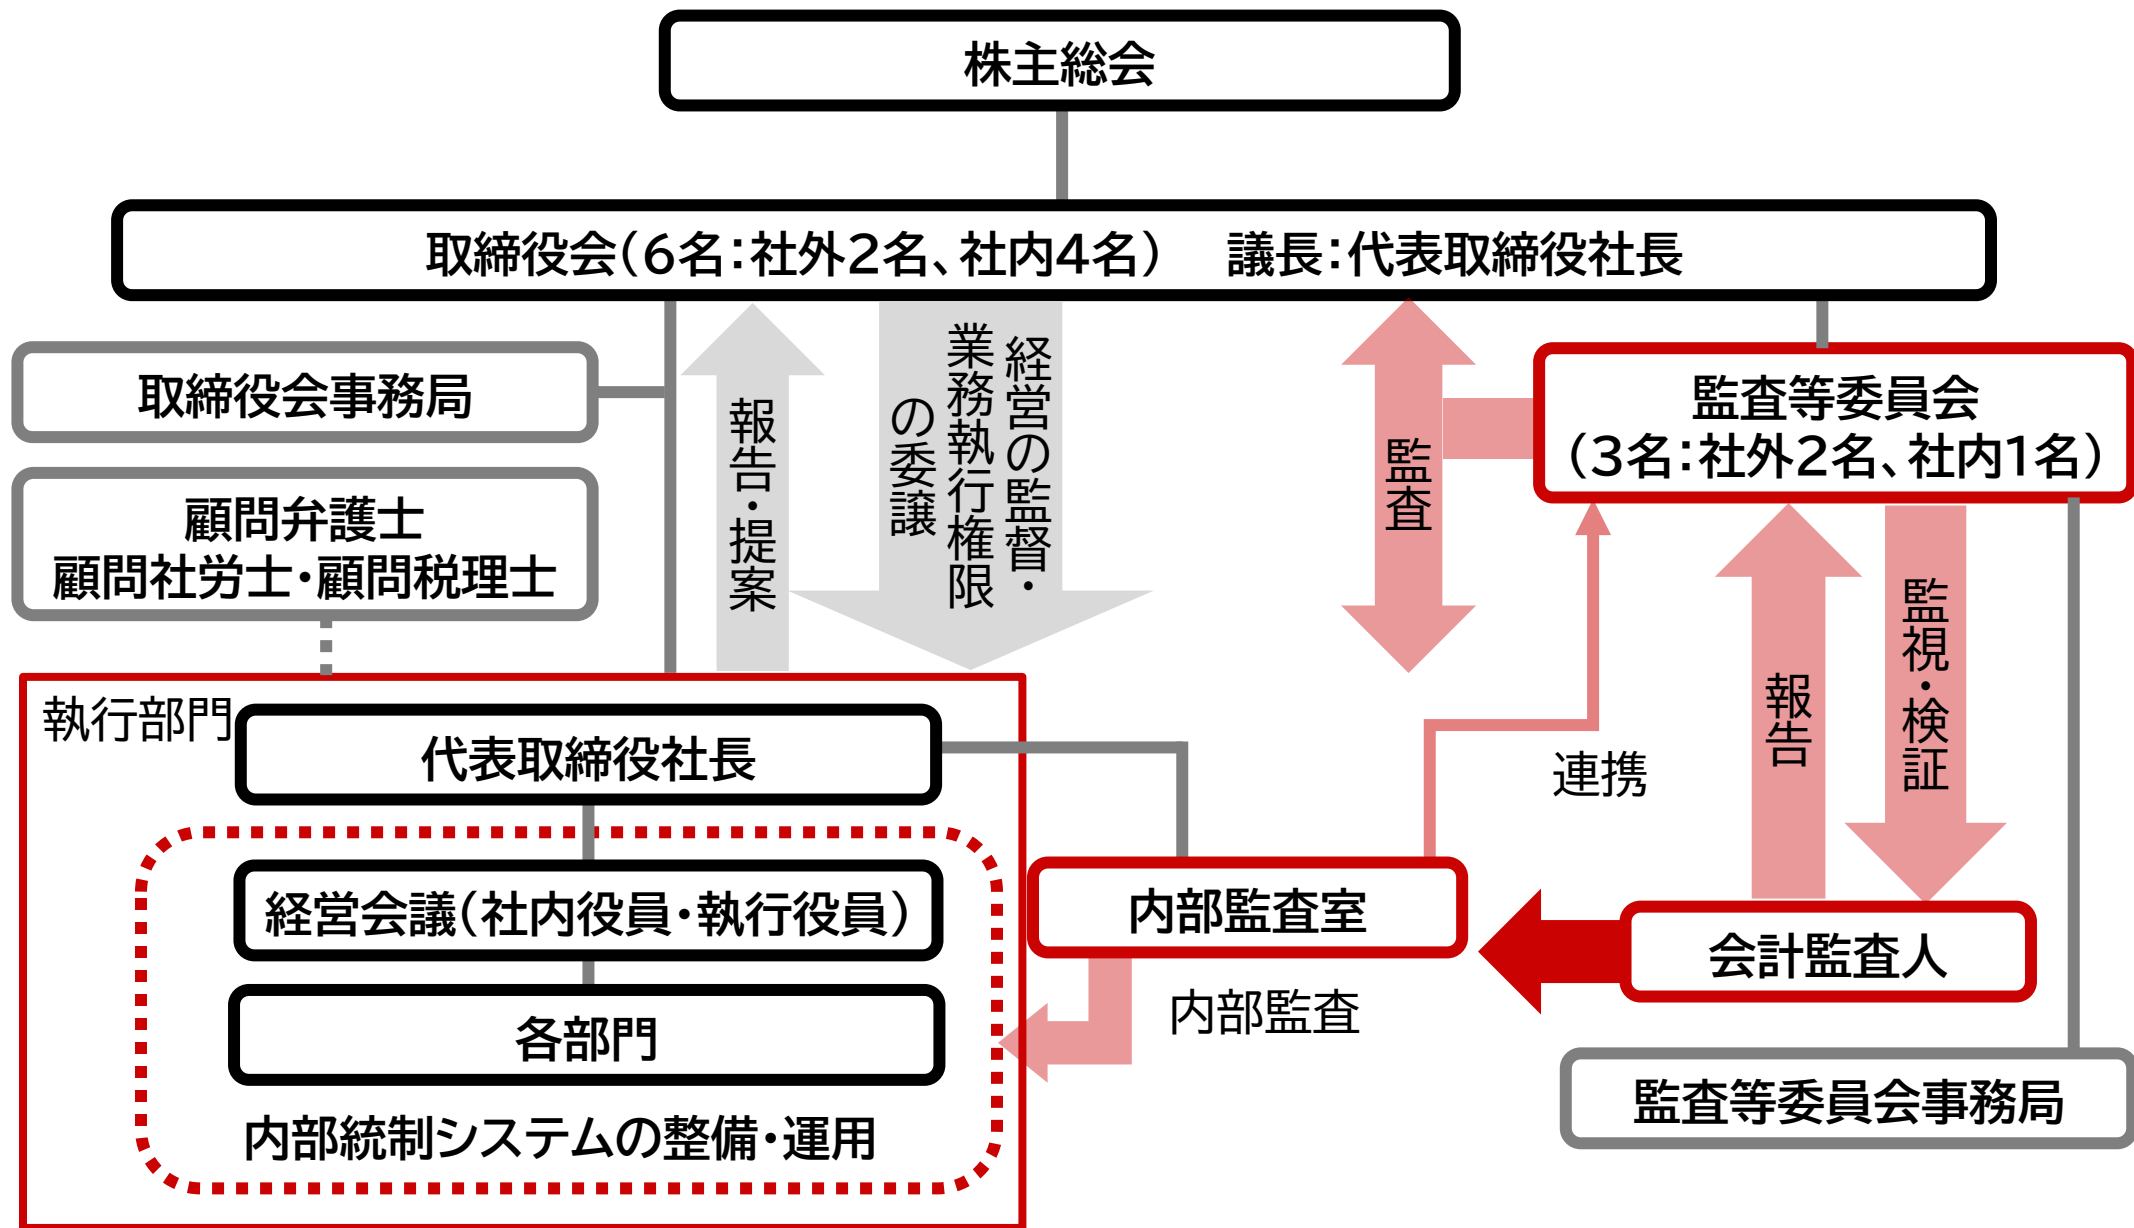 株主総会
取締役会（6名：社外2名、社内4名）　議長：代表取締役社長
取締役会事務局
顧問弁護士
顧問社労士・顧問税理士
報告・提案
経営の監督・
業務執行権限
の委譲
監査
監査等委員会
（3名：社外2名、社内1名）
執行部門
代表取締役社長
経営会議（社内役員・執行役員）
各部門
内部統制システムの整備・運用
内部監査室
内部監査
連携
報告
監視・検証
会計監査人
監査等委員会事務局